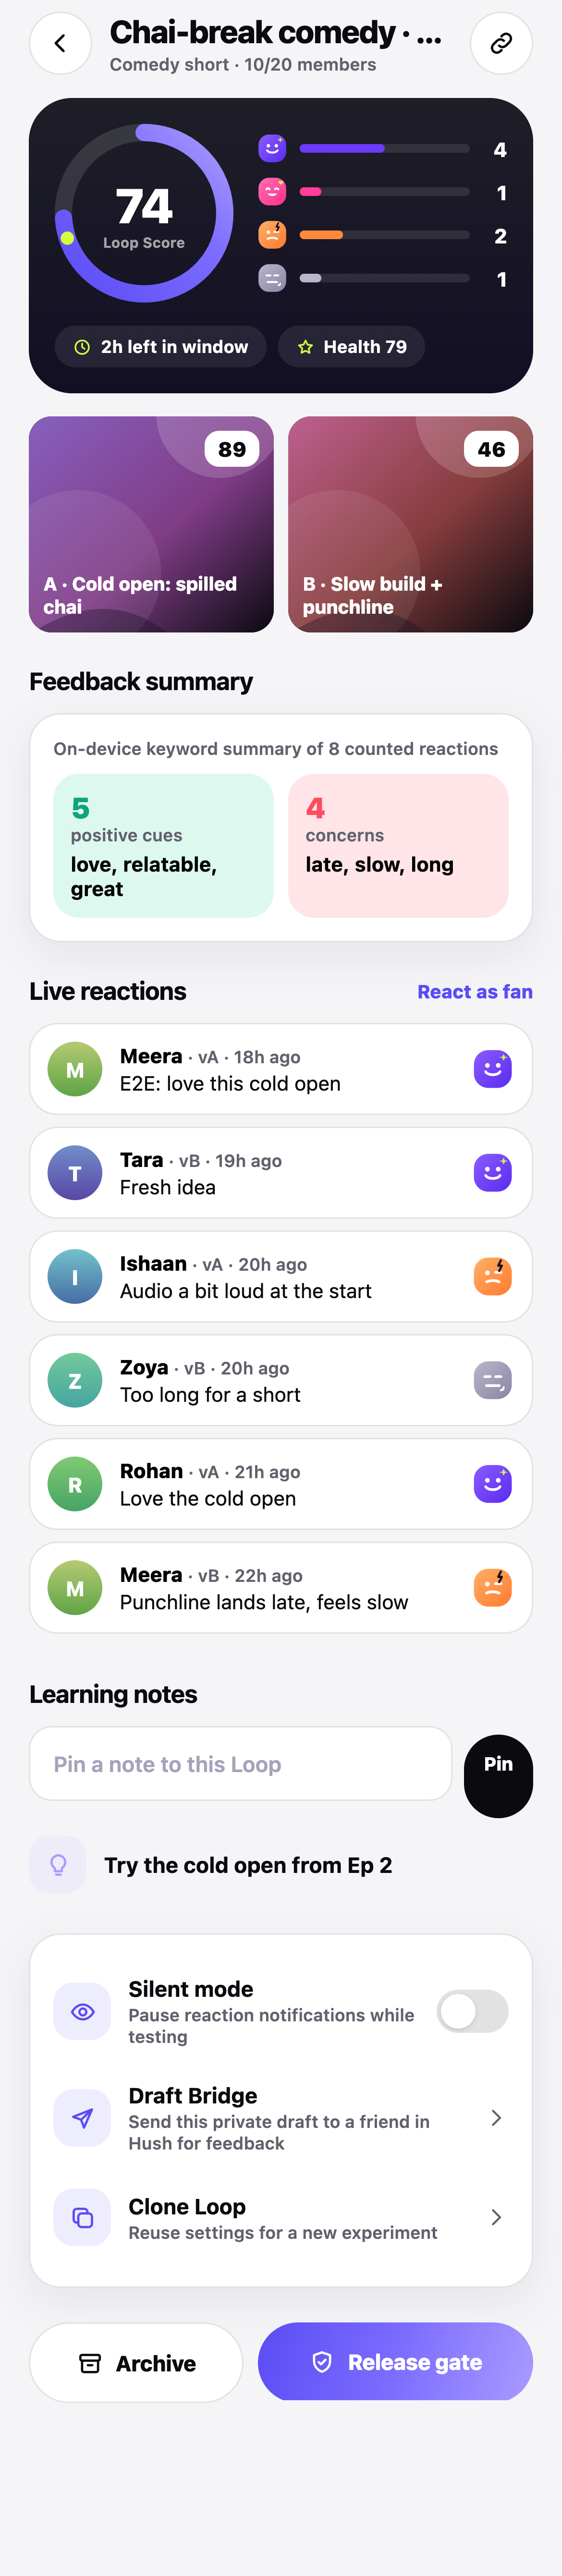 Chai-break comedy · ...
Comedy short · 10/20 members
74
Loop Score
4
1
2
1
2h left in window
Health 79
89
A · Cold open: spilled
chai
46
B · Slow build +
punchline
Feedback summary
On-device keyword summary of 8 counted reactions
5
positive cues
love, relatable,
great
4
concerns
late, slow, long
Live reactions
React as fan
M
Meera · vA · 18h ago
E2E: love this cold open
T
Tara · vB · 19h ago
Fresh idea
I
Ishaan · vA · 20h ago
Audio a bit loud at the start
Z
Zoya · vB · 20h ago
Too long for a short
R
Rohan · vA · 21h ago
Love the cold open
M
Meera · vB · 22h ago
Punchline lands late, feels slow
Learning notes
Pin a note to this Loop
Pin
Try the cold open from Ep 2
Silent mode
Pause reaction notifications while
testing
Draft Bridge
Send this private draft to a friend in
Hush for feedback
Clone Loop
Reuse settings for a new experiment
Archive
Release gate